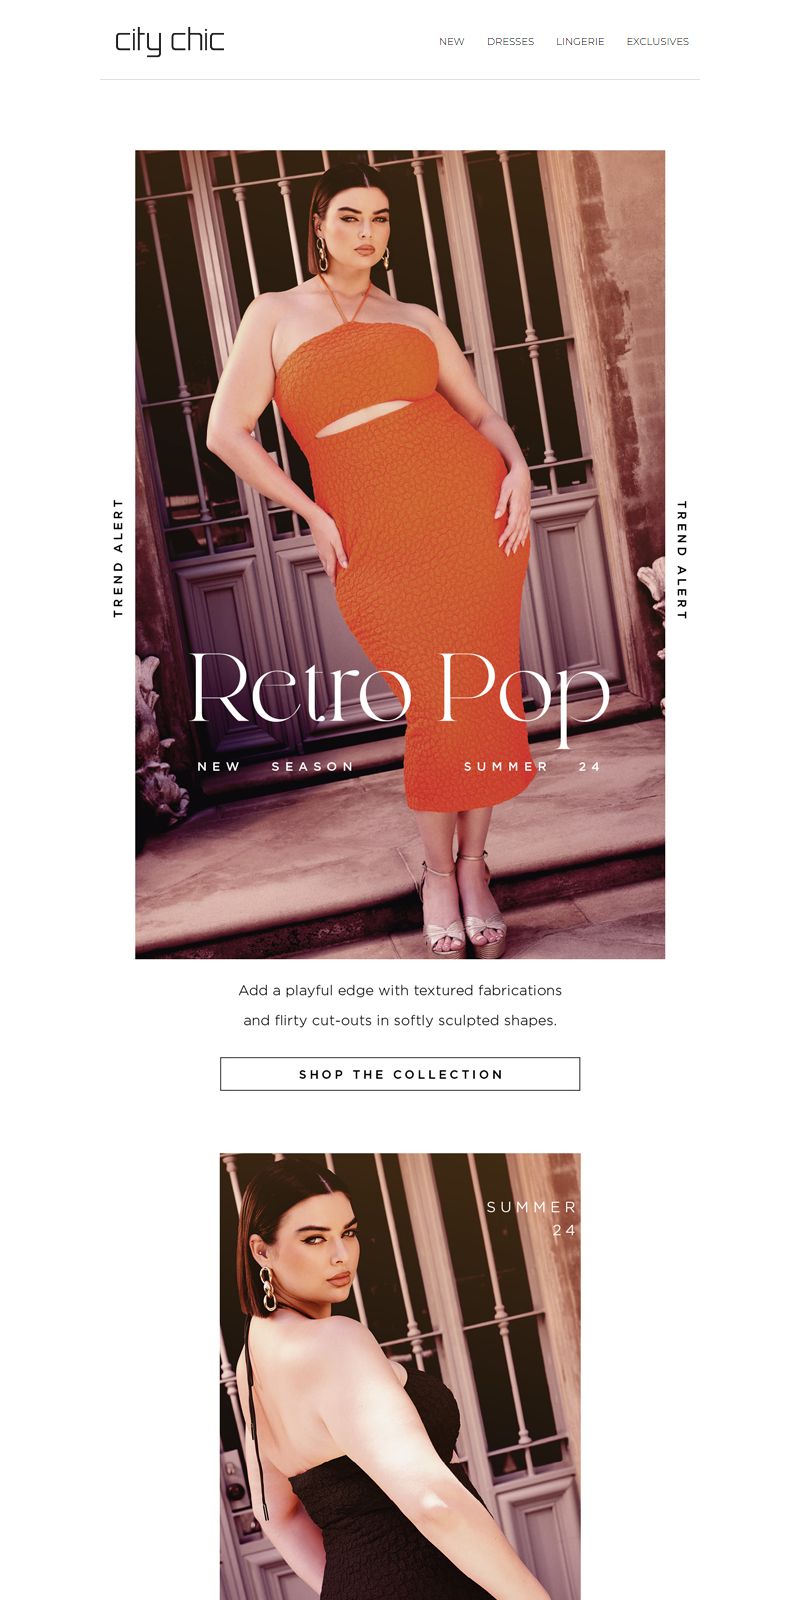 city chic
NEW DRESSES LINGERIE EXCLUSIVES
TREND ALERT
TREND ALERT
Retro Pop
NEW SEASON SUMMER 24
Add a playful edge with textured fabrications
and flirty cut-outs in softly sculpted shapes.
SHOP THE COLLECTION
SUMMER
24